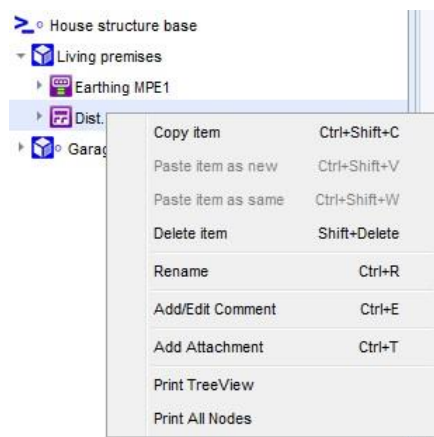 House structure base
Living premises
Earthing MPE1
Dist.
Garag
Copy item Ctrl+Shift+C
Paste item as new Ctrl+Shift+V
Paste item as same Ctrl+Shift+W
Delete item Shift+Delete
Rename Ctrl+R
Add/Edit Comment Ctrl+E
Add Attachment Ctrl+T
Print TreeView
Print All Nodes